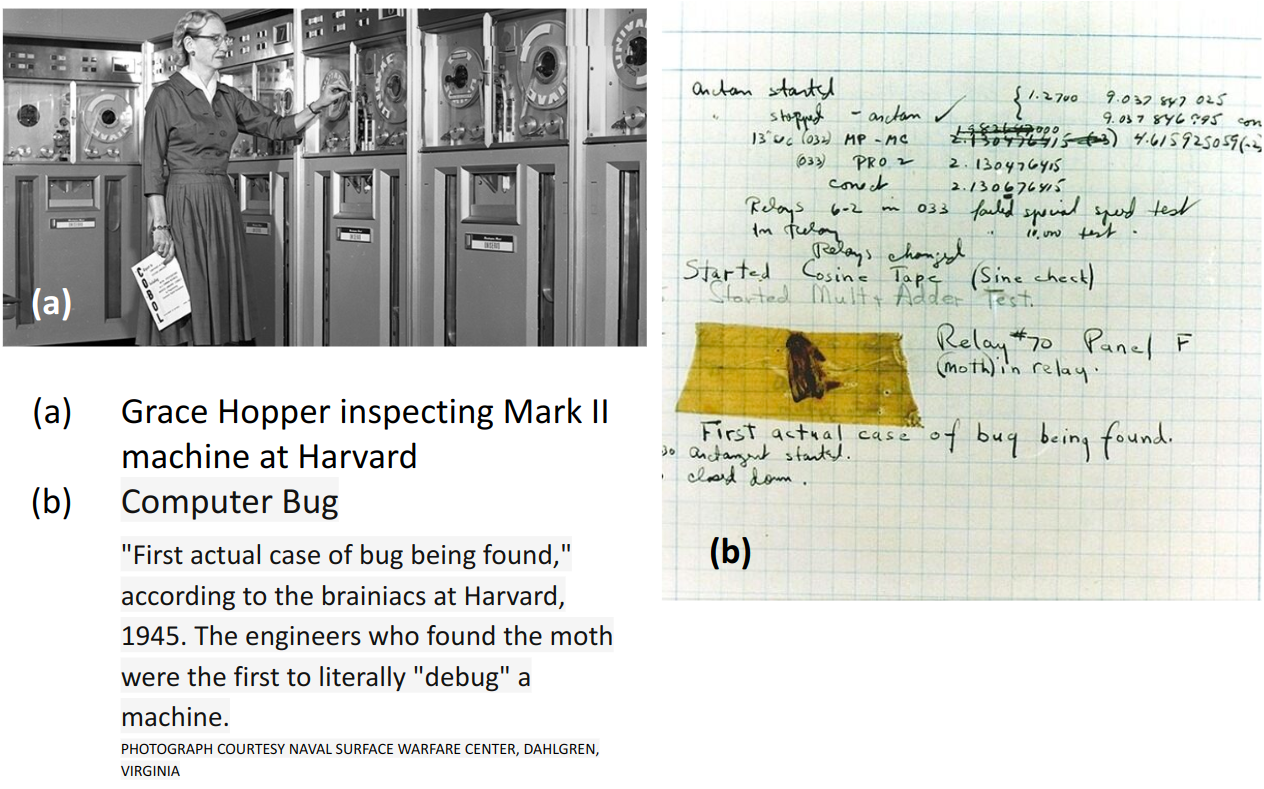 (a)
C
O
B
O
L
UNIVAC
(a) Grace Hopper inspecting Mark II
machine at Harvard
(b) Computer Bug
"First actual case of bug being found,"
according to the brainiacs at Harvard,
1945. The engineers who found the moth
were the first to literally "debug" a
machine.
PHOTOGRAPH COURTESY NAVAL SURFACE WARFARE CENTER, DAHLGREN,
VIRGINIA
arctan started { 1.2700 9.037 847 025
" stopped - arctan ✓ 9.037 846 995 con
13" uc (032) MP - MC 4.615925059(-2
(033) PRO 2 2.130476415
conect 2.130676415
Relays 6-2 in 033 failed special speed test
In relay " 10,000 test .
Relays changed
Started Cosine Tape (Sine check)
Started Mult + Adder Test.
Relay #70 Panel F
(moth) in relay.
First actual case of bug being found.
arctangent started.
closed down.
(b)